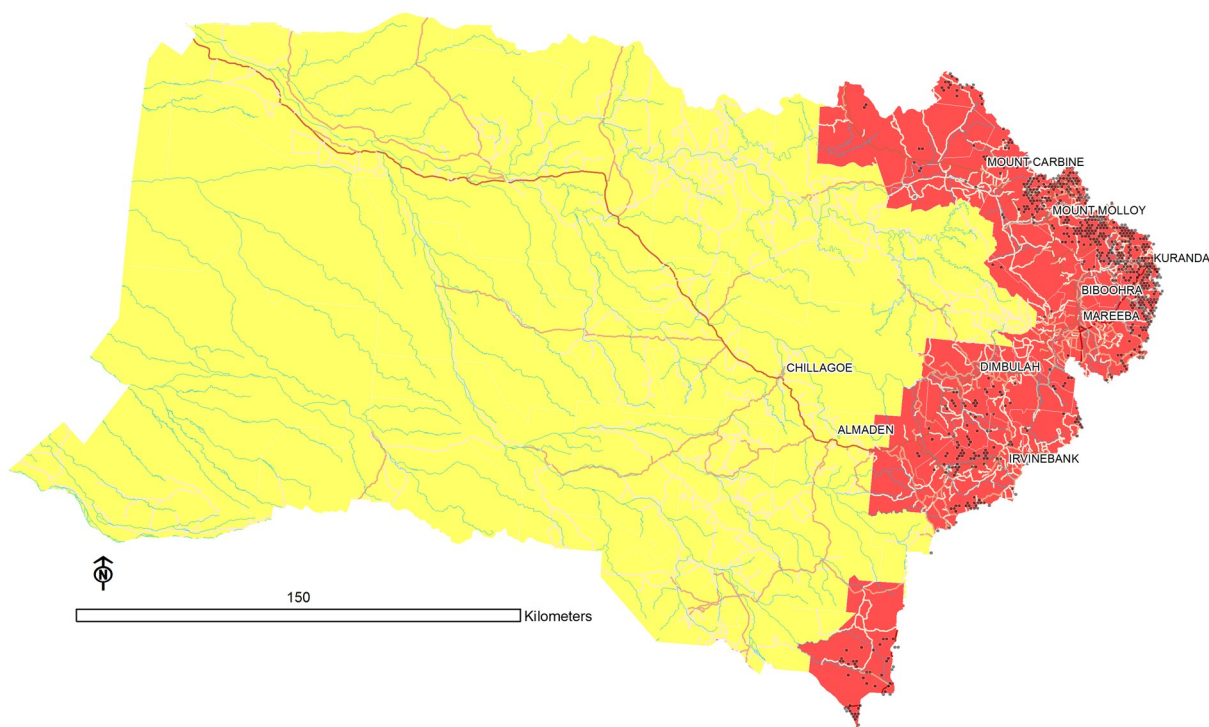 MOUNT CARBINE
MOUNT MOLLOY
KURANDA
BIBOOHRA
MAREEBA
CHILLAGOE
DIMBULAH
ALMADEN
IRVINEBANK
N
150
Kilometers